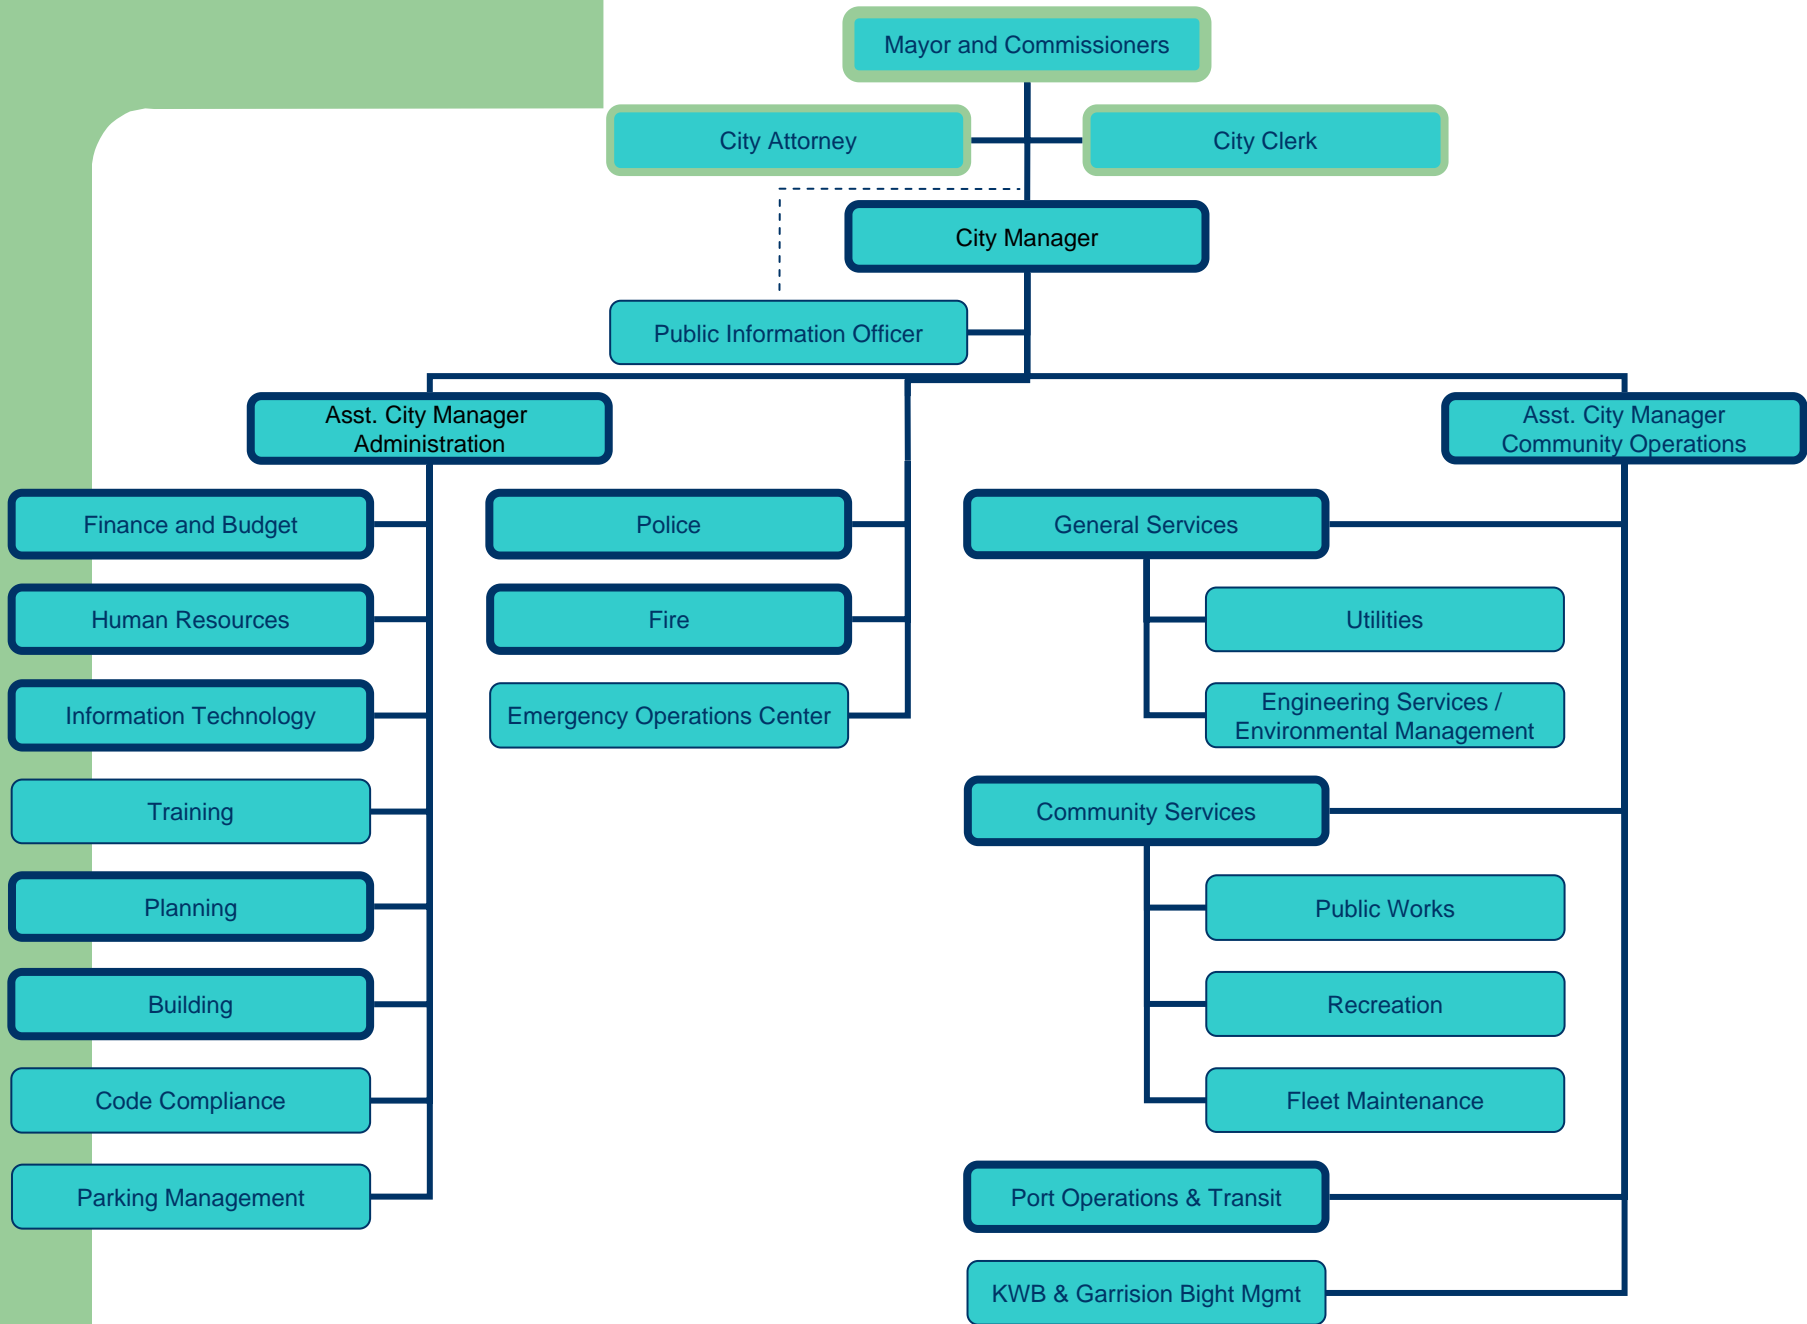 Mayor and Commissioners
City Attorney
City Clerk
City Manager
Public Information Officer
Asst. City Manager
Administration
Asst. City Manager
Community Operations
Finance and Budget
Police
General Services
Human Resources
Fire
Utilities
Information Technology
Emergency Operations Center
Engineering Services /
Environmental Management
Training
Community Services
Planning
Public Works
Building
Recreation
Code Compliance
Fleet Maintenance
Parking Management
Port Operations & Transit
KWB & Garrision Bight Mgmt